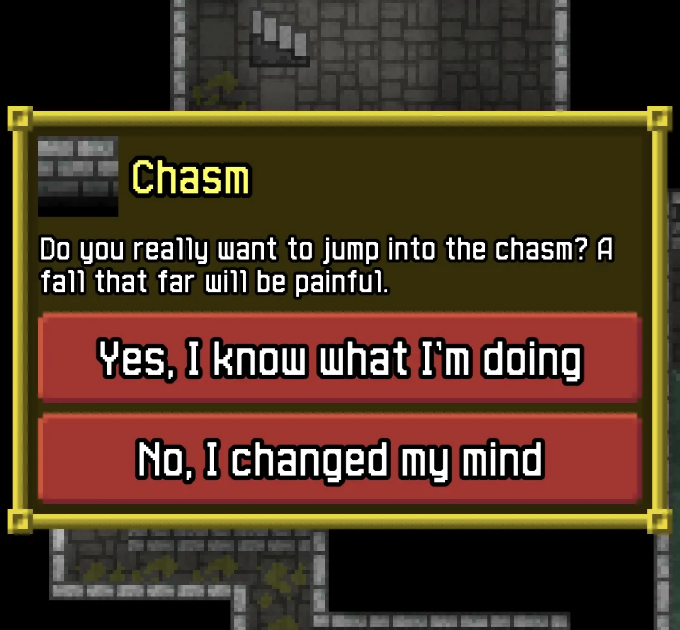 Chasm
Do you really want to jump into the chasm? A
fall that far will be painful.
Yes, I know what I'm doing
No, I changed my mind